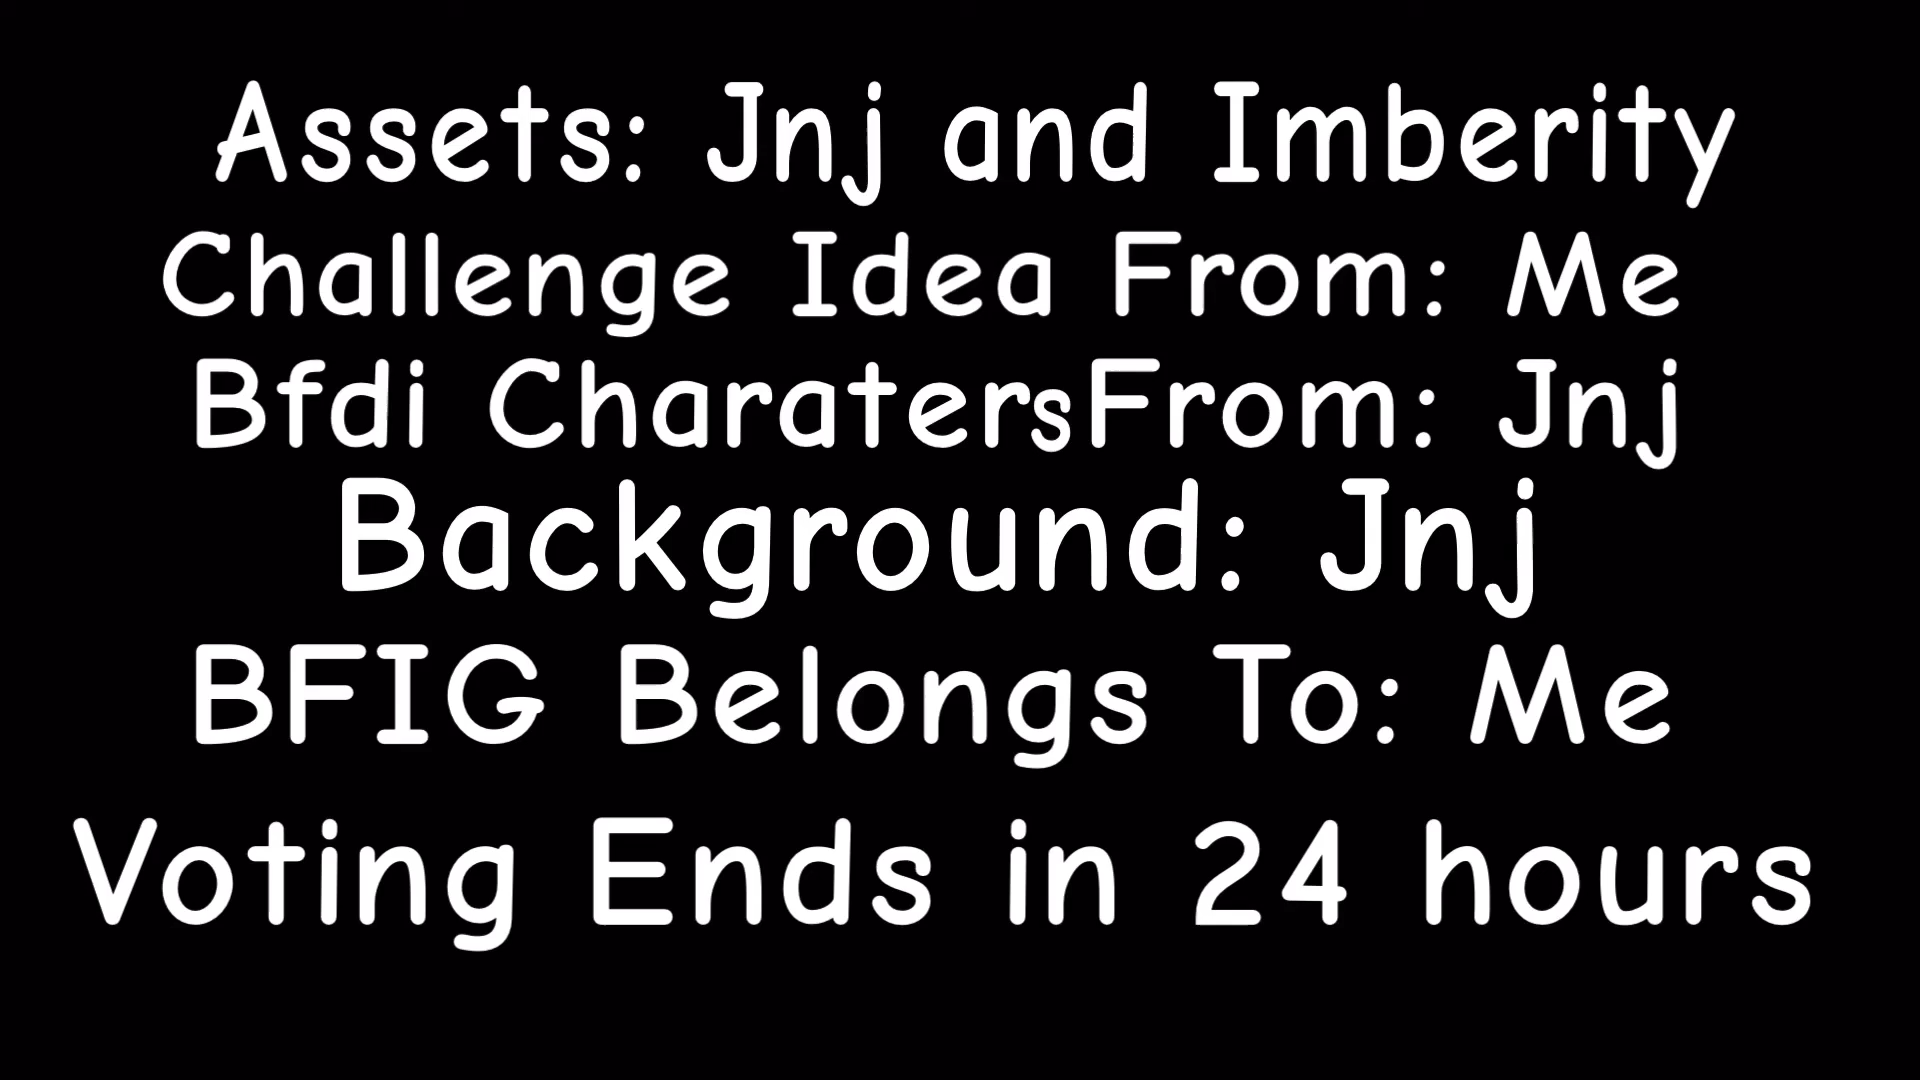 Assets: Jnj and Imberity
Challenge Idea From: Me
Bfdi CharatersFrom: Jnj
Background: Jnj
BFIG Belongs To: Me
Voting Ends in 24 hours